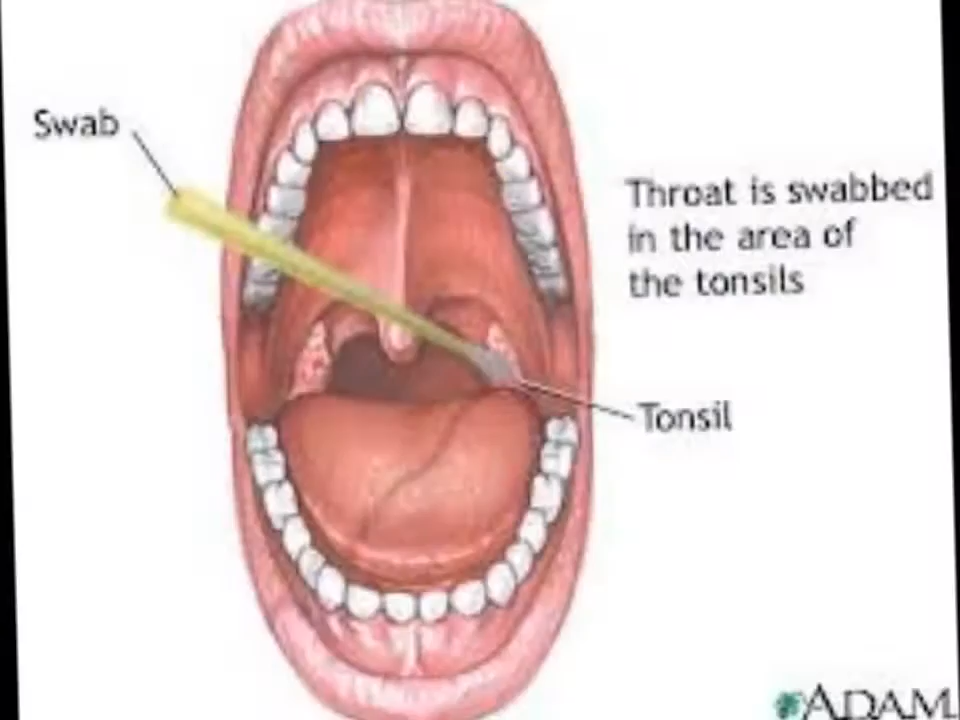 Swab
Throat is swabbed
in the area of
the tonsils
Tonsil
ADAM.